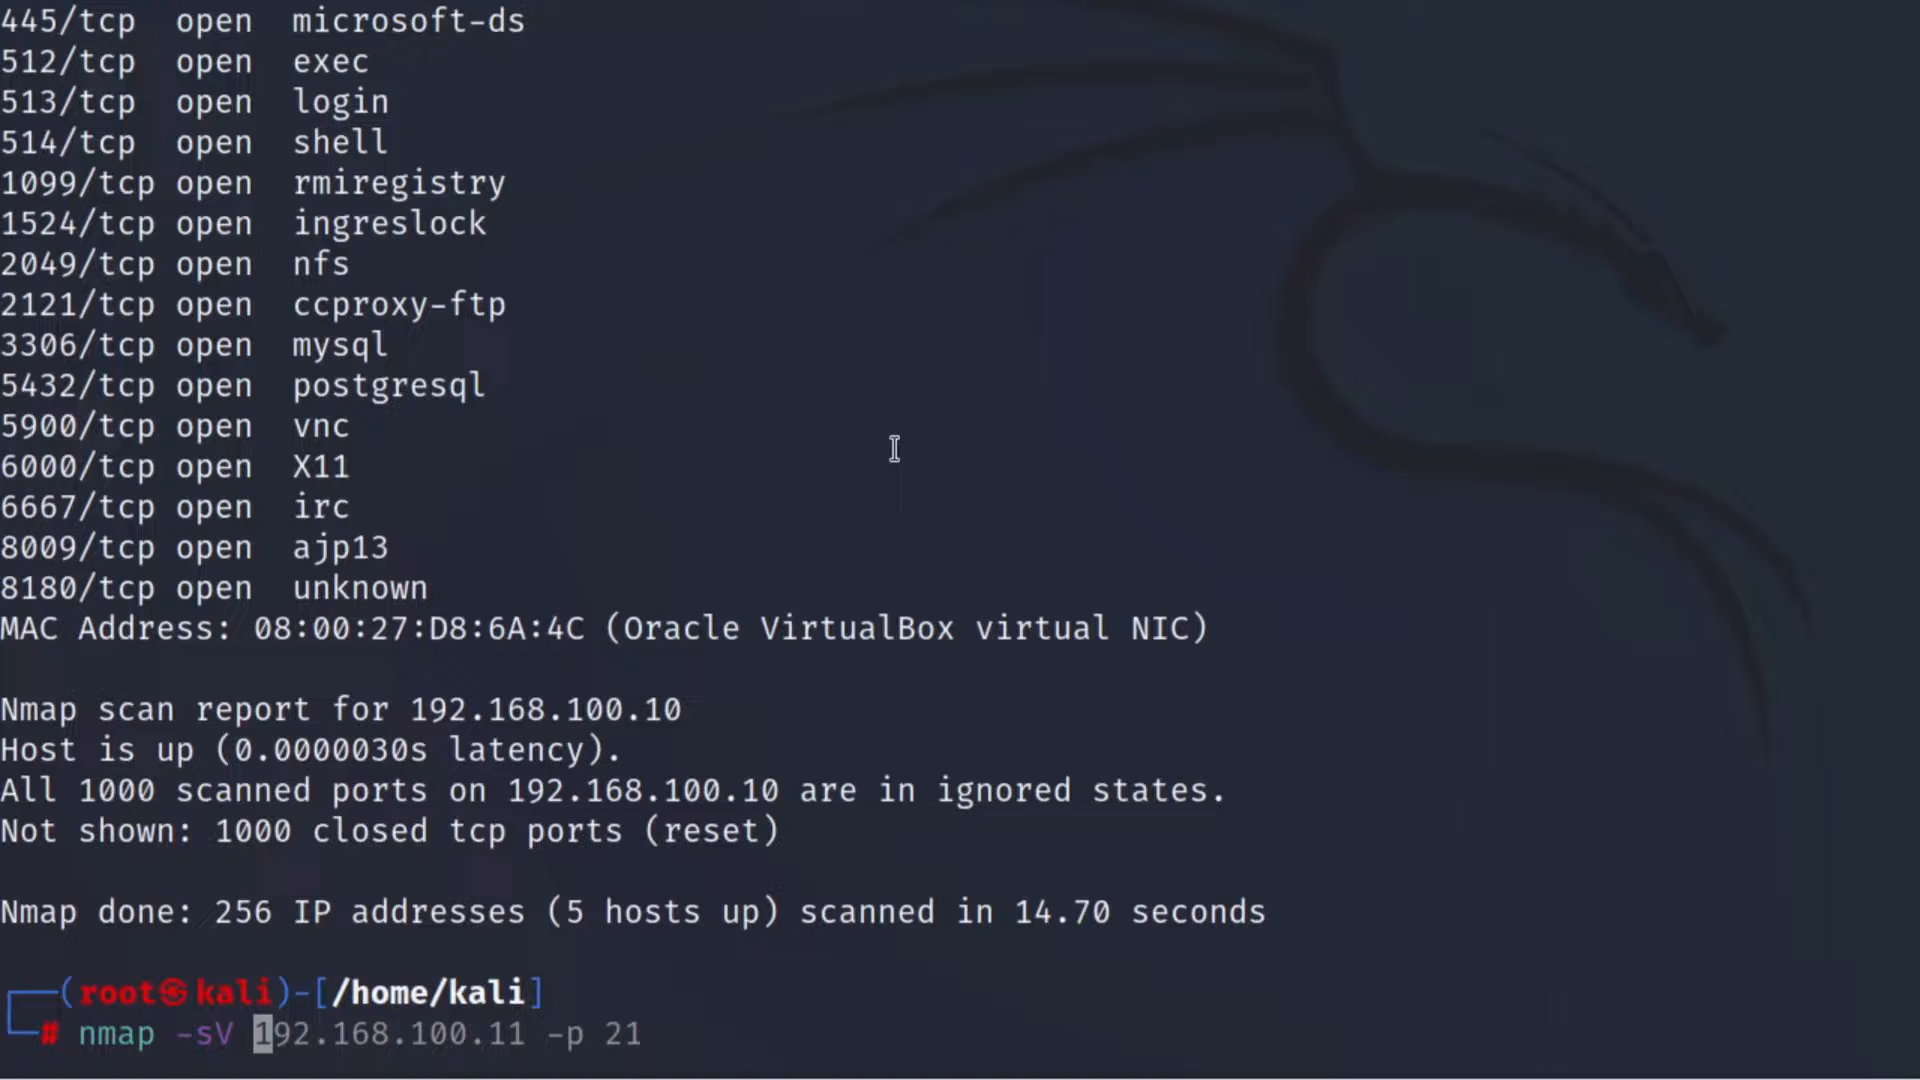 445/tcp  open  microsoft-ds
512/tcp  open  exec
513/tcp  open  login
514/tcp  open  shell
1099/tcp open  rmiregistry
1524/tcp open  ingreslock
2049/tcp open  nfs
2121/tcp open  ccproxy-ftp
3306/tcp open  mysql
5432/tcp open  postgresql
5900/tcp open  vnc
6000/tcp open  X11
6667/tcp open  irc
8009/tcp open  ajp13
8180/tcp open  unknown
MAC Address: 08:00:27:D8:6A:4C (Oracle VirtualBox virtual NIC)
Nmap scan report for 192.168.100.10
Host is up (0.0000030s latency).
All 1000 scanned ports on 192.168.100.10 are in ignored states.
Not shown: 1000 closed tcp ports (reset)
Nmap done: 256 IP addresses (5 hosts up) scanned in 14.70 seconds
┌──(root㉿kali)-[/home/kali]
└─# nmap -sV 192.168.100.11 -p 21